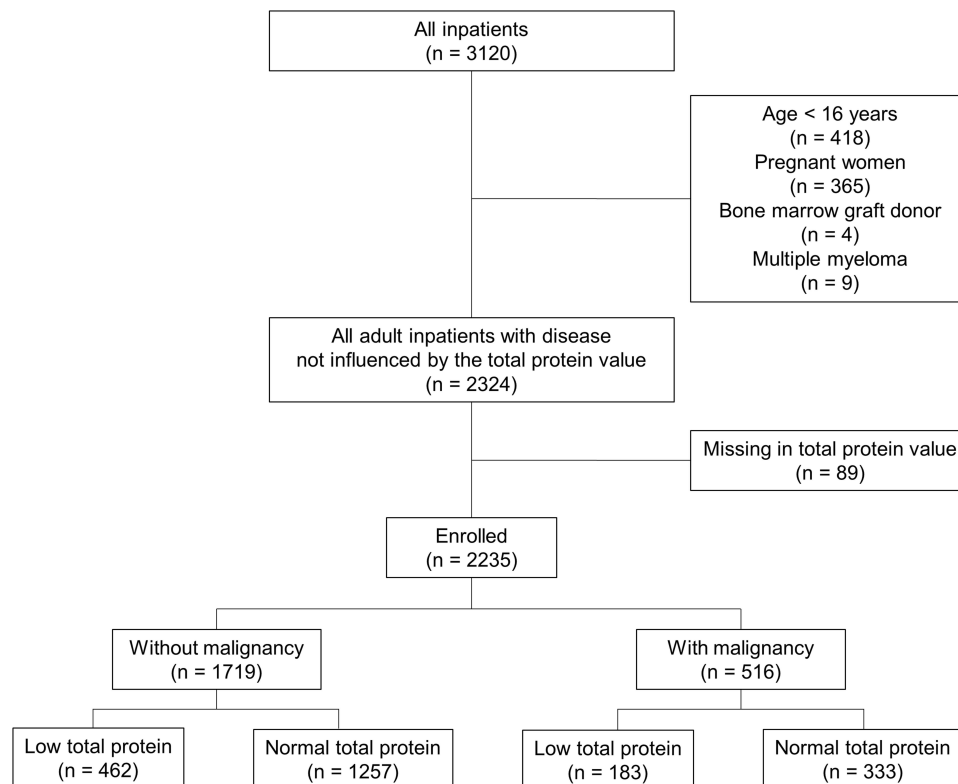 All inpatients
(n = 3120)
Age < 16 years
(n = 418)
Pregnant women
(n = 365)
Bone marrow graft donor
(n = 4)
Multiple myeloma
(n = 9)
All adult inpatients with disease
not influenced by the total protein value
(n = 2324)
Missing in total protein value
(n = 89)
Enrolled
(n = 2235)
Without malignancy
(n = 1719)
With malignancy
(n = 516)
Low total protein
(n = 462)
Normal total protein
(n = 1257)
Low total protein
(n = 183)
Normal total protein
(n = 333)